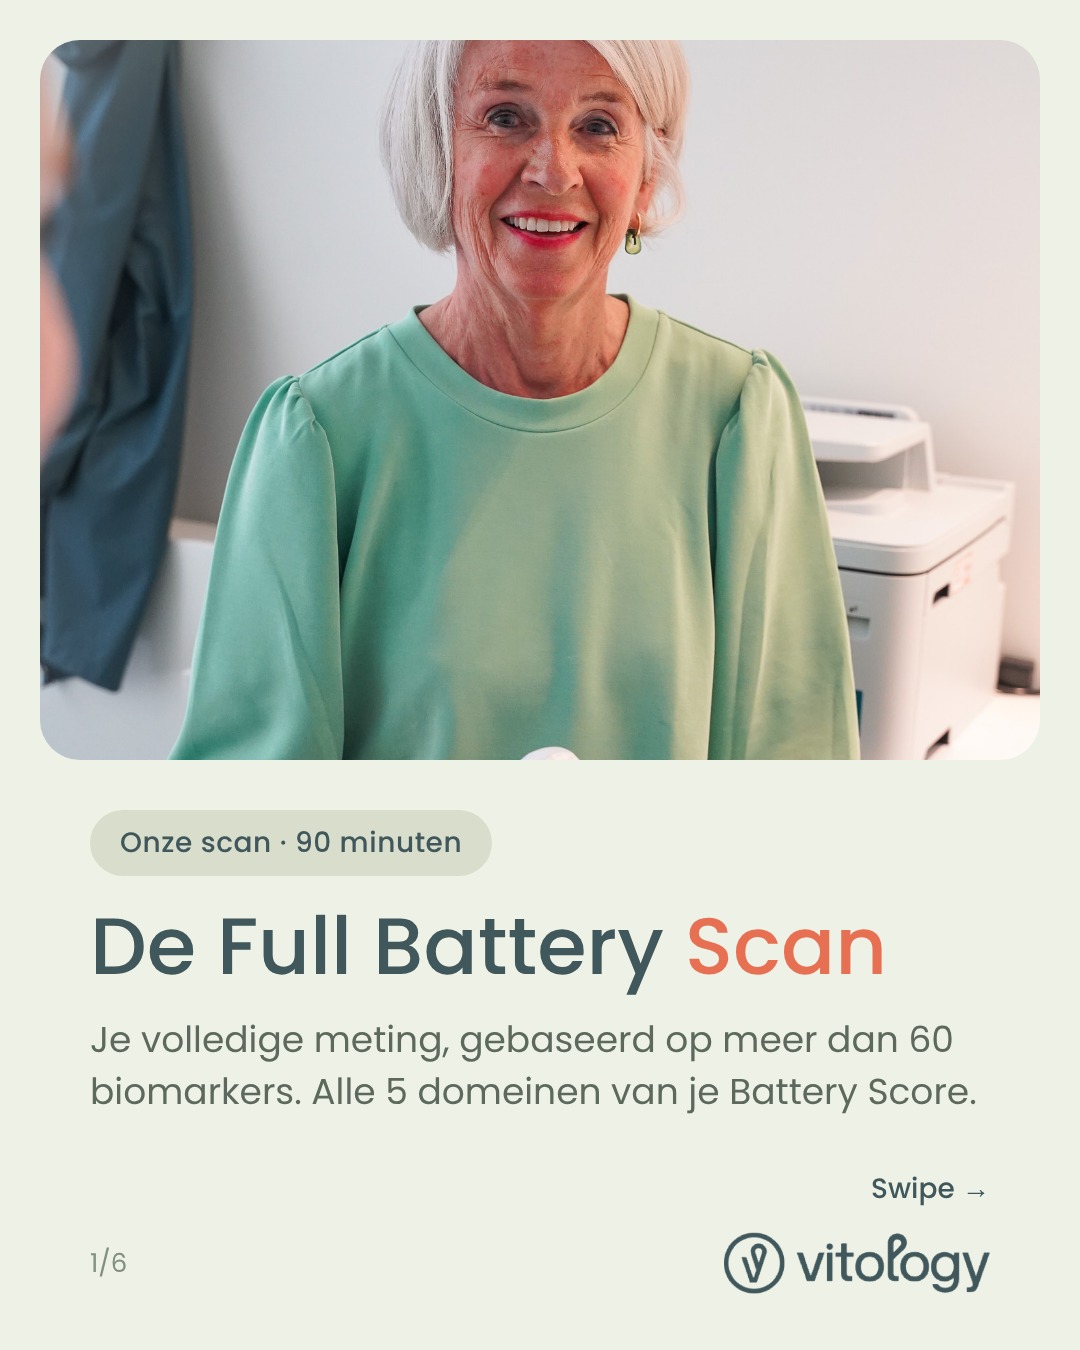 Onze scan · 90 minuten
De Full Battery Scan
Je volledige meting, gebaseerd op meer dan 60
biomarkers. Alle 5 domeinen van je Battery Score.
Swipe →
1/6
vitology